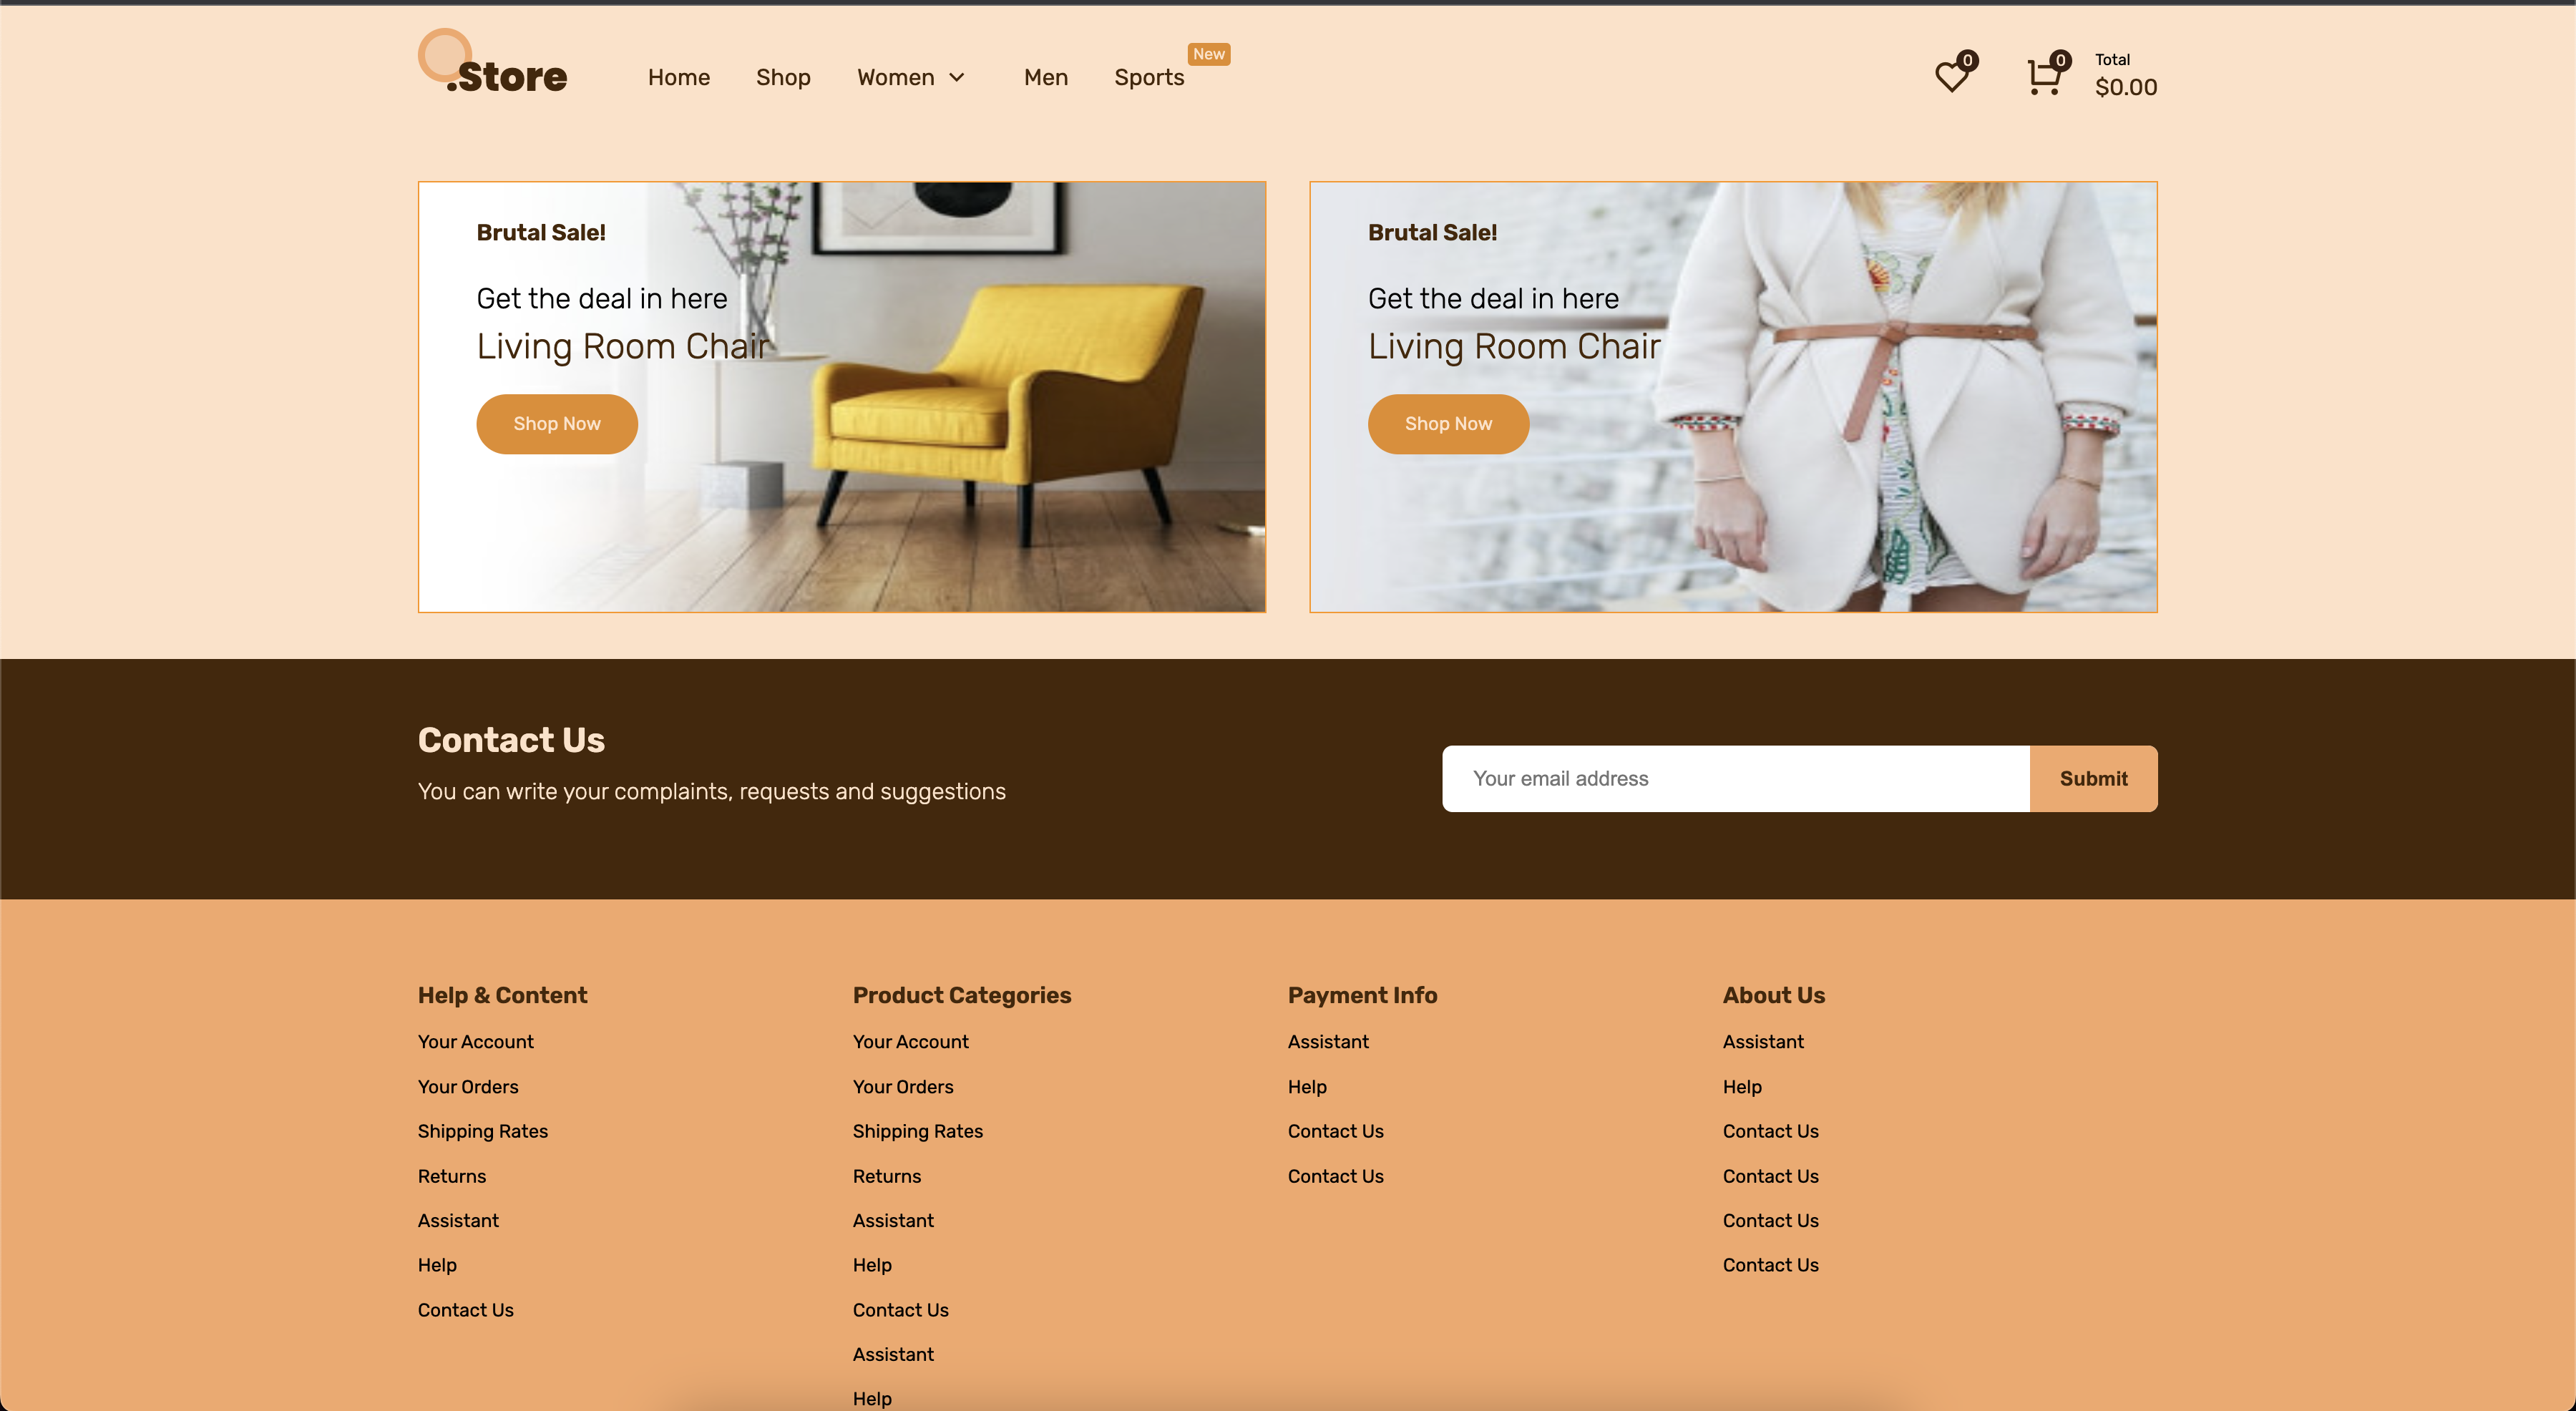 .Store
Home
Shop
Women
Men
Sports
New
0
0
Total
$0.00
Brutal Sale!
Get the deal in here
Living Room Chair
Shop Now
Brutal Sale!
Get the deal in here
Living Room Chair
Shop Now
Contact Us
You can write your complaints, requests and suggestions
Your email address
Submit
Help & Content
Your Account
Your Orders
Shipping Rates
Returns
Assistant
Help
Contact Us
Product Categories
Your Account
Your Orders
Shipping Rates
Returns
Assistant
Help
Contact Us
Assistant
Help
Payment Info
Assistant
Help
Contact Us
Contact Us
About Us
Assistant
Help
Contact Us
Contact Us
Contact Us
Contact Us